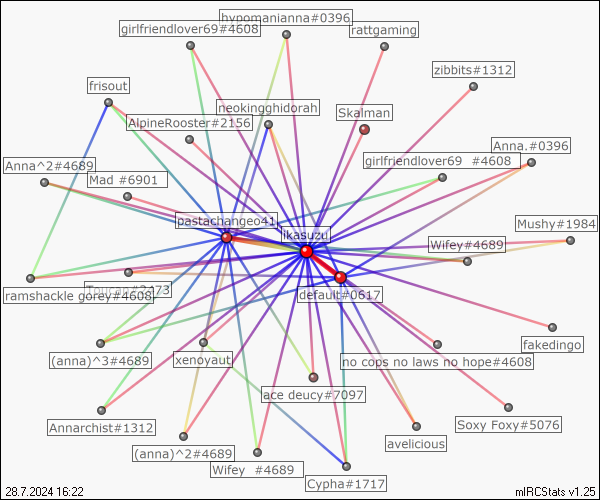 hypomanianna#0396
girlfriendlover69#4608
rattgaming
zibbits#1312
frisout
neokingghidorah
Skalman
AlpineRooster#2156
Anna.#0396
girlfriendlover69 #4608
Anna^2#4689
Mad #6901
pastachangeo41
Mushy#1984
ikasuzu
Wifey#4689
ramshackle gorey#4608
default#0617
fakedingo
(anna)^3#4689
xenoyaut
no cops no laws no hope#4608
ace deucy#7097
Annarchist#1312
Soxy Foxy#5076
avelicious
(anna)^2#4689
Wifey #4689
Cypha#1717
28.7.2024 16:22
mIRCStats v1.25